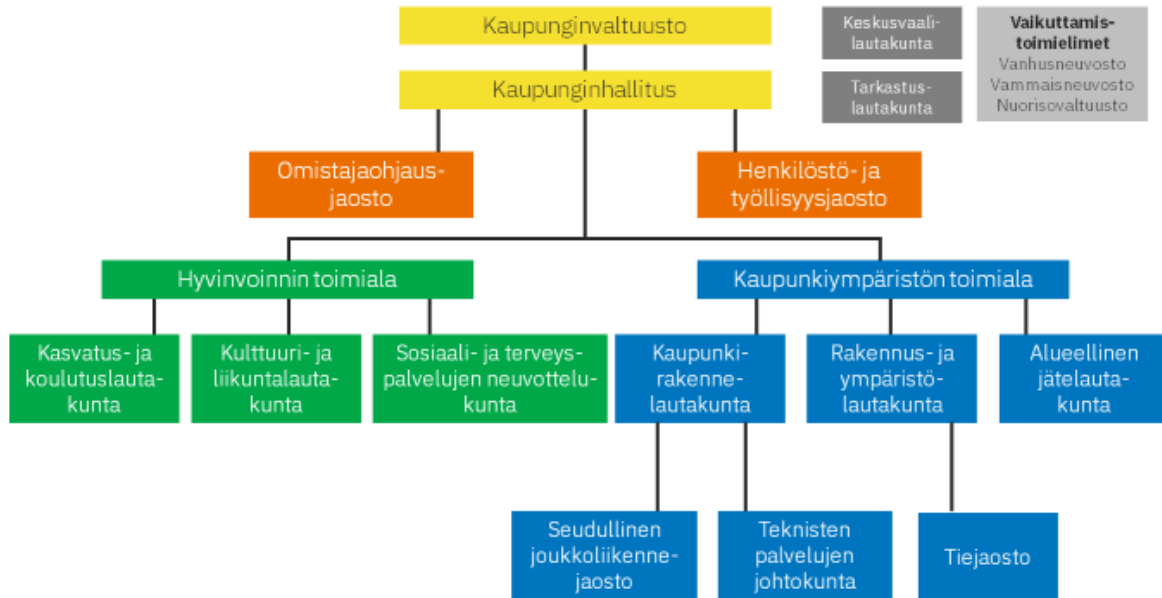 Kaupunginvaltuusto
Kaupunginhallitus
Keskusvaali-
lautakunta
Tarkastus-
lautakunta
Vaikuttamis-
toimielimet
Vanhusneuvosto
Vammaisneuvosto
Nuorisovaltuusto
Omistajaohjaus-
jaosto
Henkilöstö- ja
työllisyysjaosto
Hyvinvoinnin toimiala
Kaupunkiympäristön toimiala
Kasvatus- ja
koulutuslauta-
kunta
Kulttuuri- ja
liikuntalauta-
kunta
Sosiaali- ja terveys-
palvelujen neuvottelu-
kunta
Kaupunki-
rakenne-
lautakunta
Rakennus- ja
ympäristö-
lautakunta
Alueellinen
jätelauta-
kunta
Seudullinen
joukkoliikenne-
jaosto
Teknisten
palvelujen
johtokunta
Tiejaosto